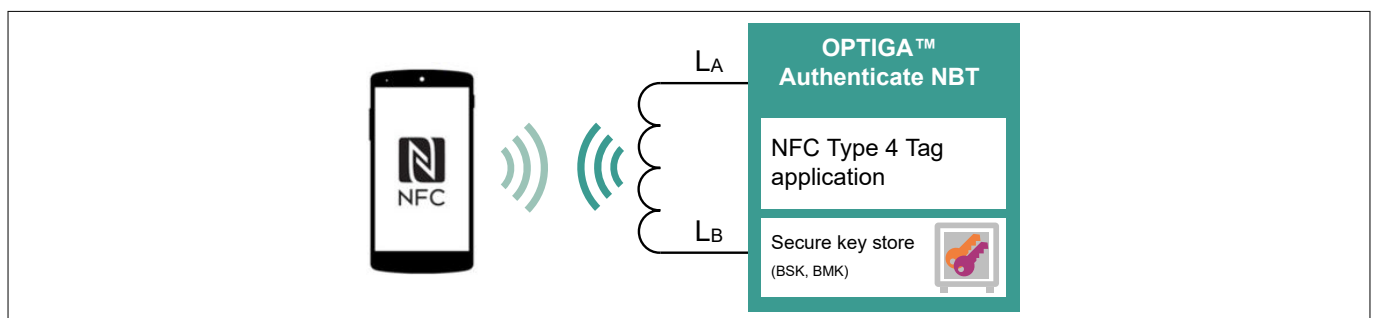 OPTIGA™
Authenticate NBT
LA
NFC Type 4 Tag
application
NFC
LB
Secure key store
(BSK, BMK)